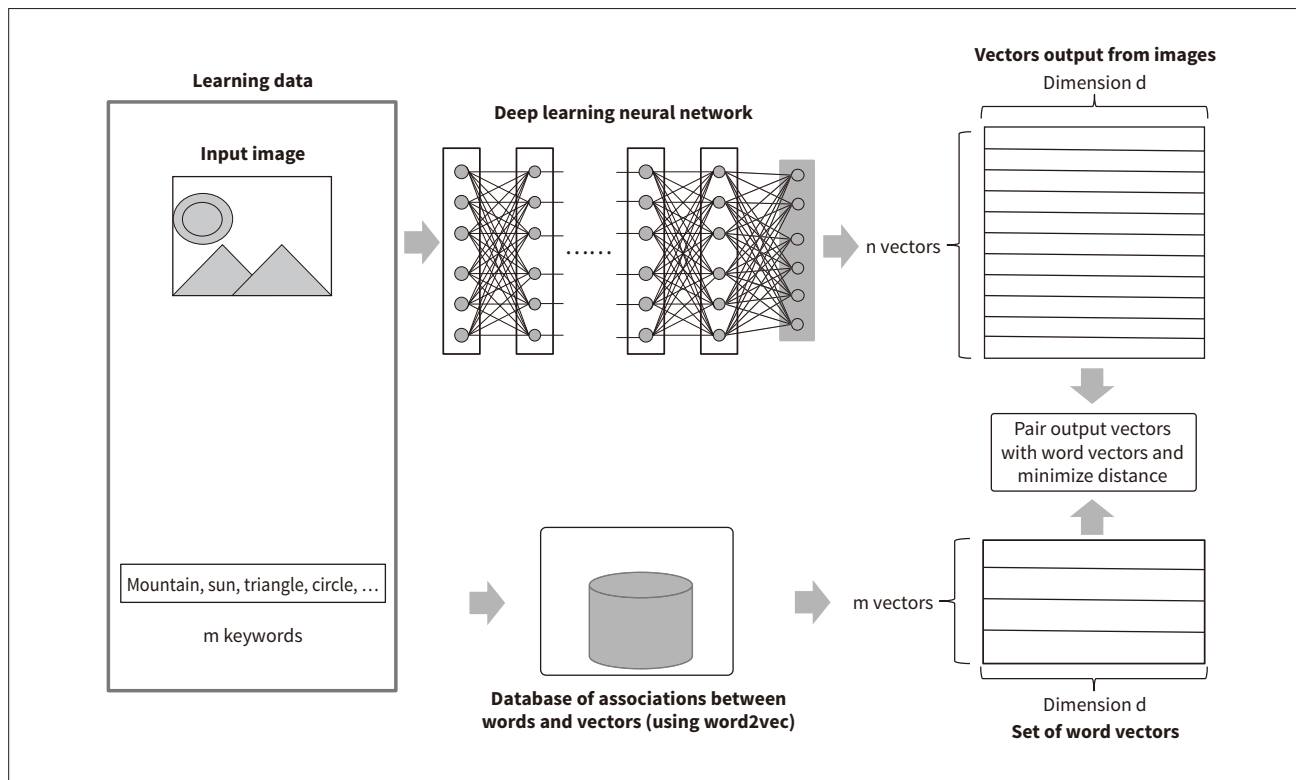 Learning data
Input image
Mountain, sun, triangle, circle, …
m keywords
Deep learning neural network
……
Database of associations between
words and vectors (using word2vec)
Vectors output from images
Dimension d
n vectors
Pair output vectors
with word vectors and
minimize distance
m vectors
Dimension d
Set of word vectors